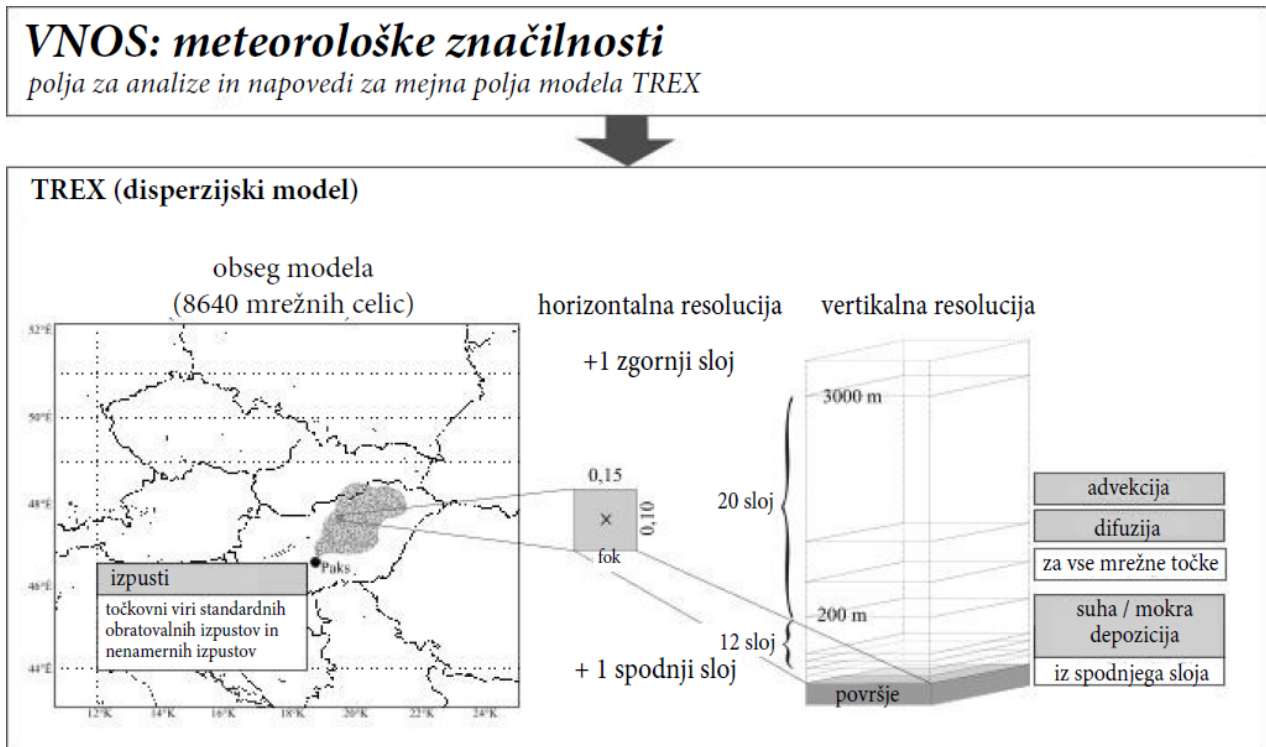 VNOS: meteorološke značilnosti
polja za analize in napovedi za mejna polja modela TREX
TREX (disperzijski model)
obseg modela
(8640 mrežnih celic)
horizontalna resolucija
vertikalna resolucija
+1 zgornji sloj
52°É
50°É
48°É
46°É
44°É
12°K
14°K
16°K
18°K
20°K
22°K
24°K
Paks
izpusti
točkovni viri standardnih
obratovalnih izpustov in
nenamernih izpustov
0,15
0,10
fok
+ 1 spodnji sloj
3000 m
20 sloj
200 m
12 sloj
površje
advekcija
difuzija
za vse mrežne točke
suha / mokra
depozicija
iz spodnjega sloja